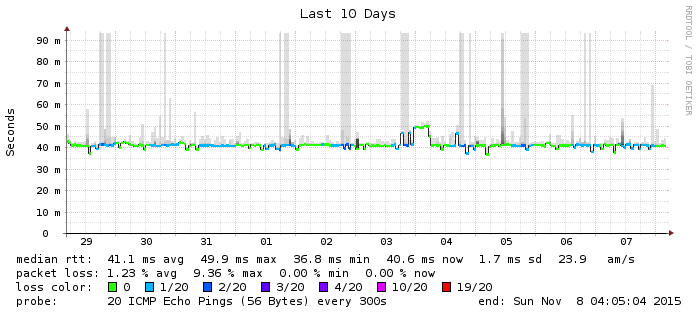 Last 10 Days
RRDTOOL / TOBI OETIKER
Seconds
90 m
80 m
70 m
60 m
50 m
40 m
30 m
20 m
10 m
0
29 30 31 01 02 03 04 05 06 07
median rtt: 41.1 ms avg 49.9 ms max 36.8 ms min 40.6 ms now 1.7 ms sd 23.9 am/s
packet loss: 1.23 % avg 9.36 % max 0.00 % min 0.00 % now
loss color: 0 1/20 2/20 3/20 4/20 10/20 19/20
probe: 20 ICMP Echo Pings (56 Bytes) every 300s end: Sun Nov 8 04:05:04 2015